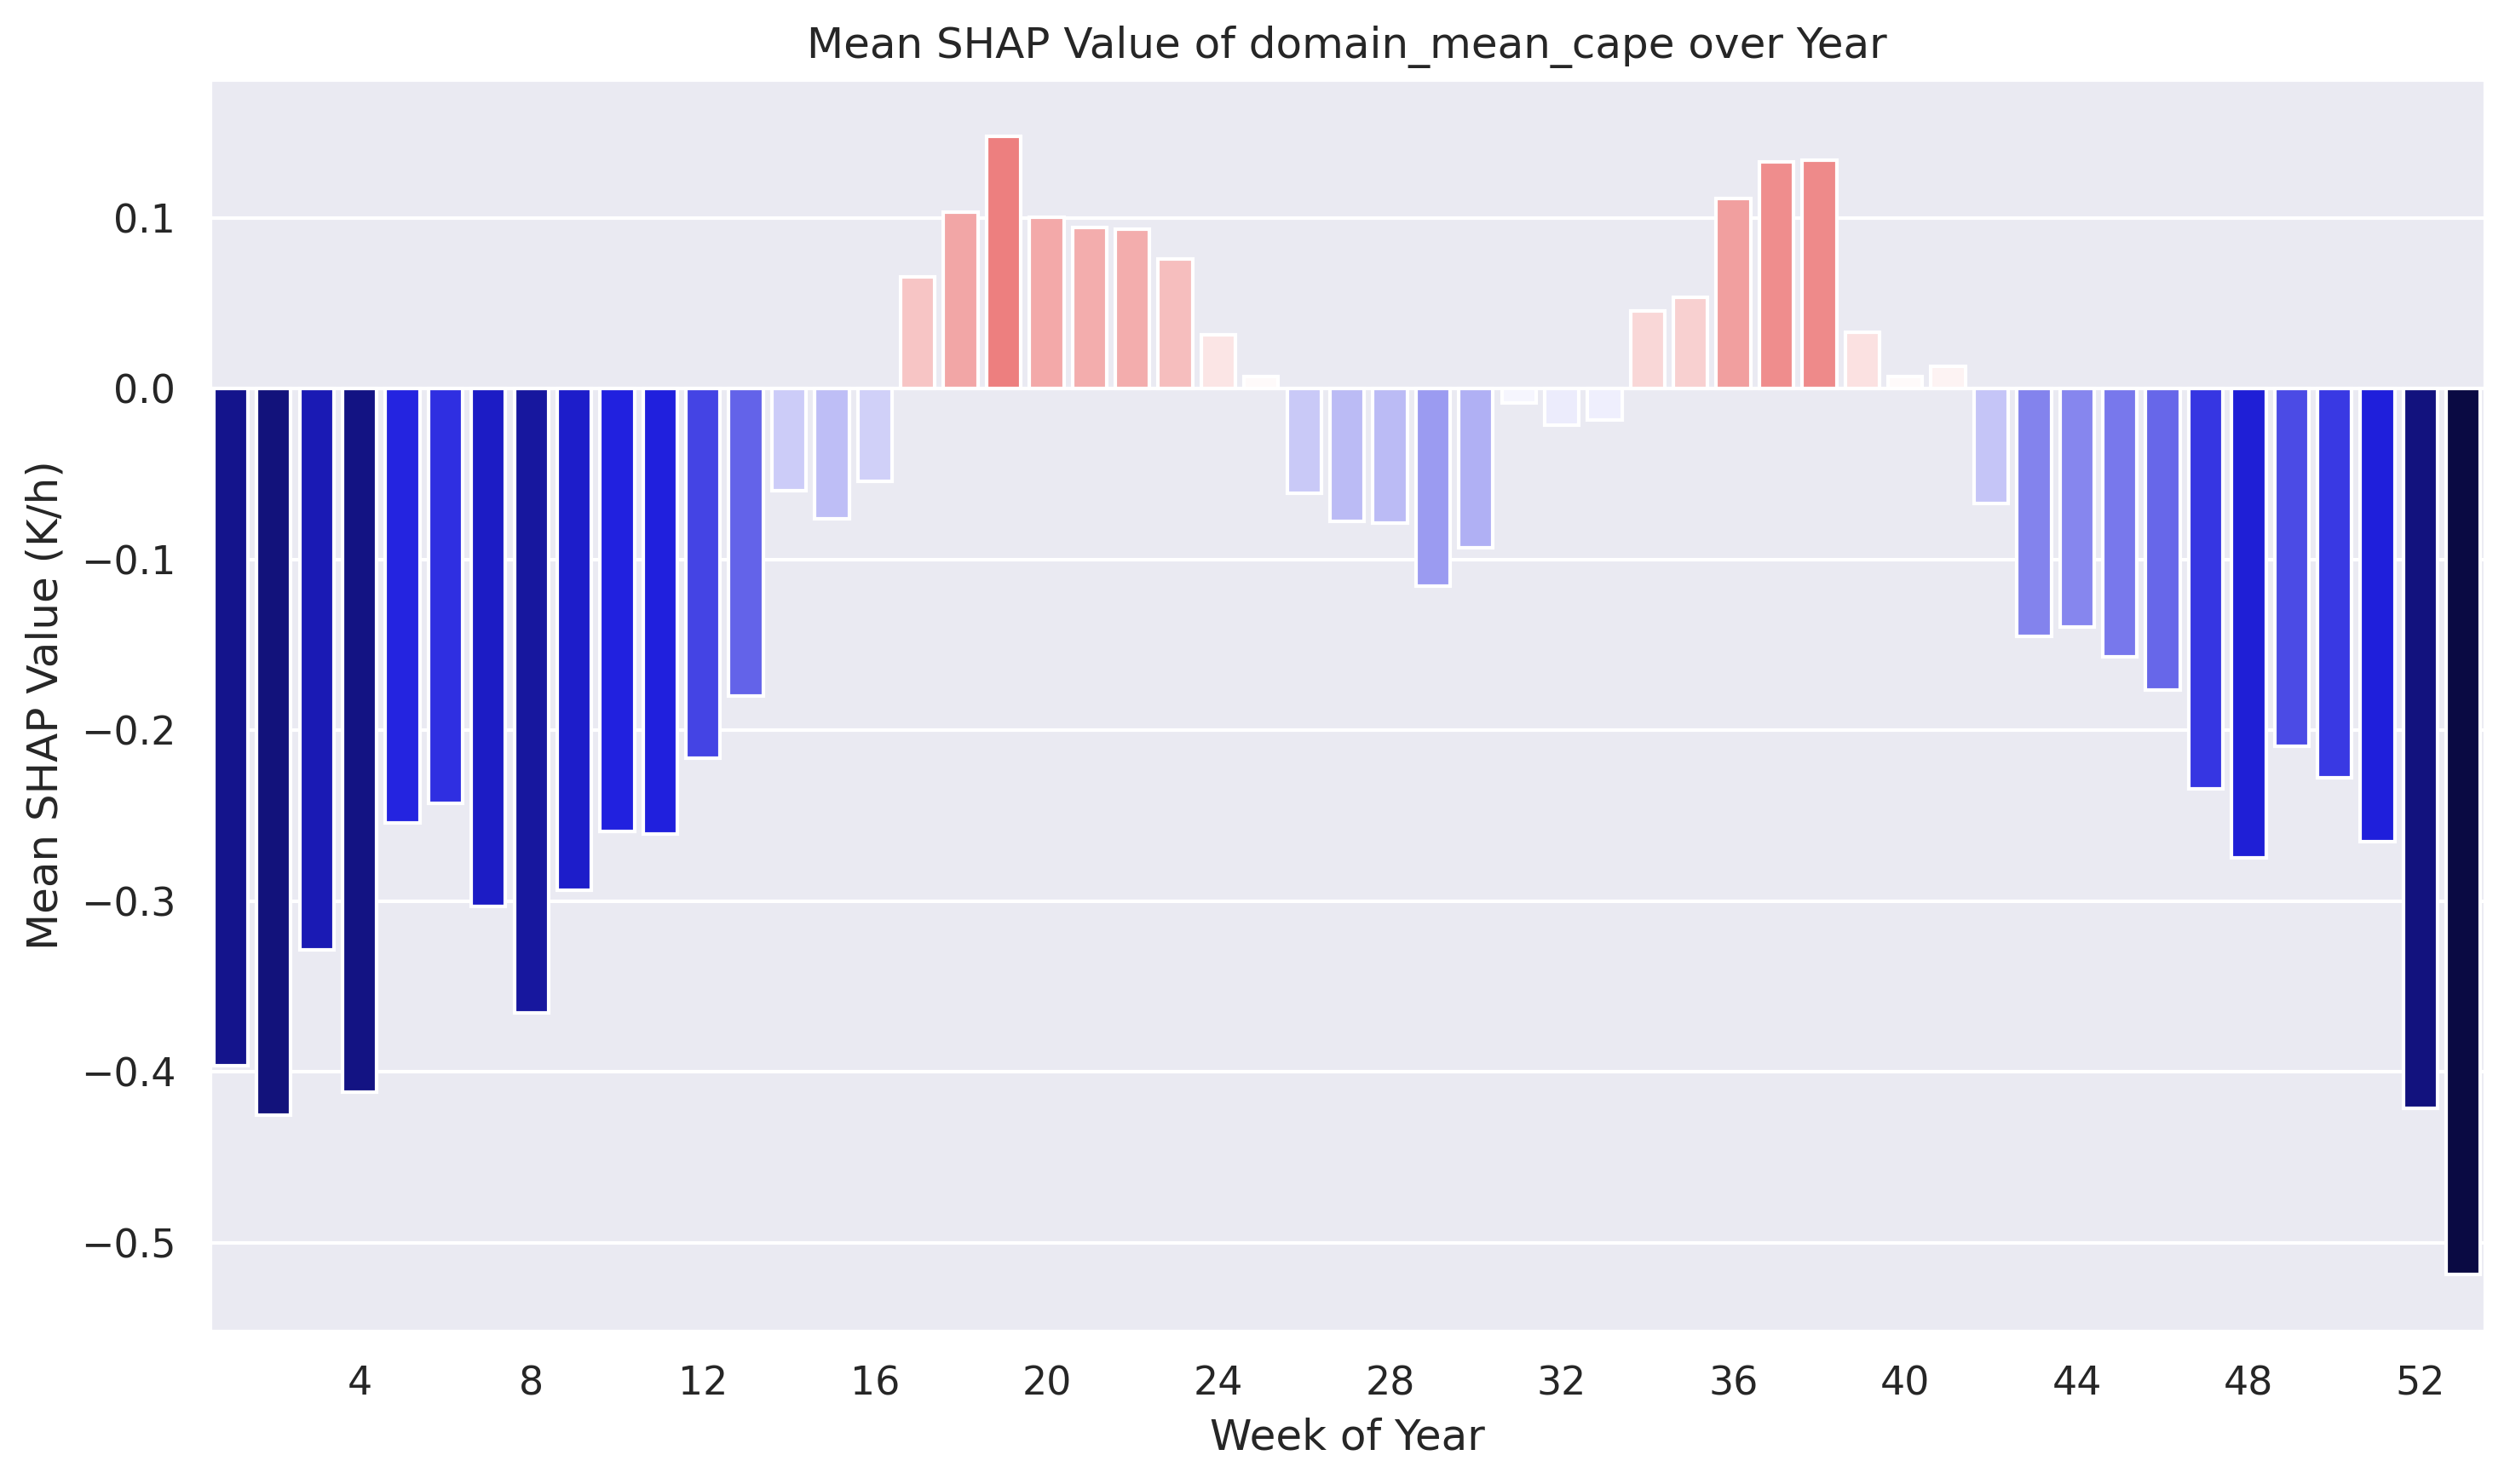 Mean SHAP Value of domain_mean_cape over Year
Mean SHAP Value (K/h)
0.1
0.0
−0.1
−0.2
−0.3
−0.4
−0.5
4 8 12 16 20 24 28 32 36 40 44 48 52
Week of Year